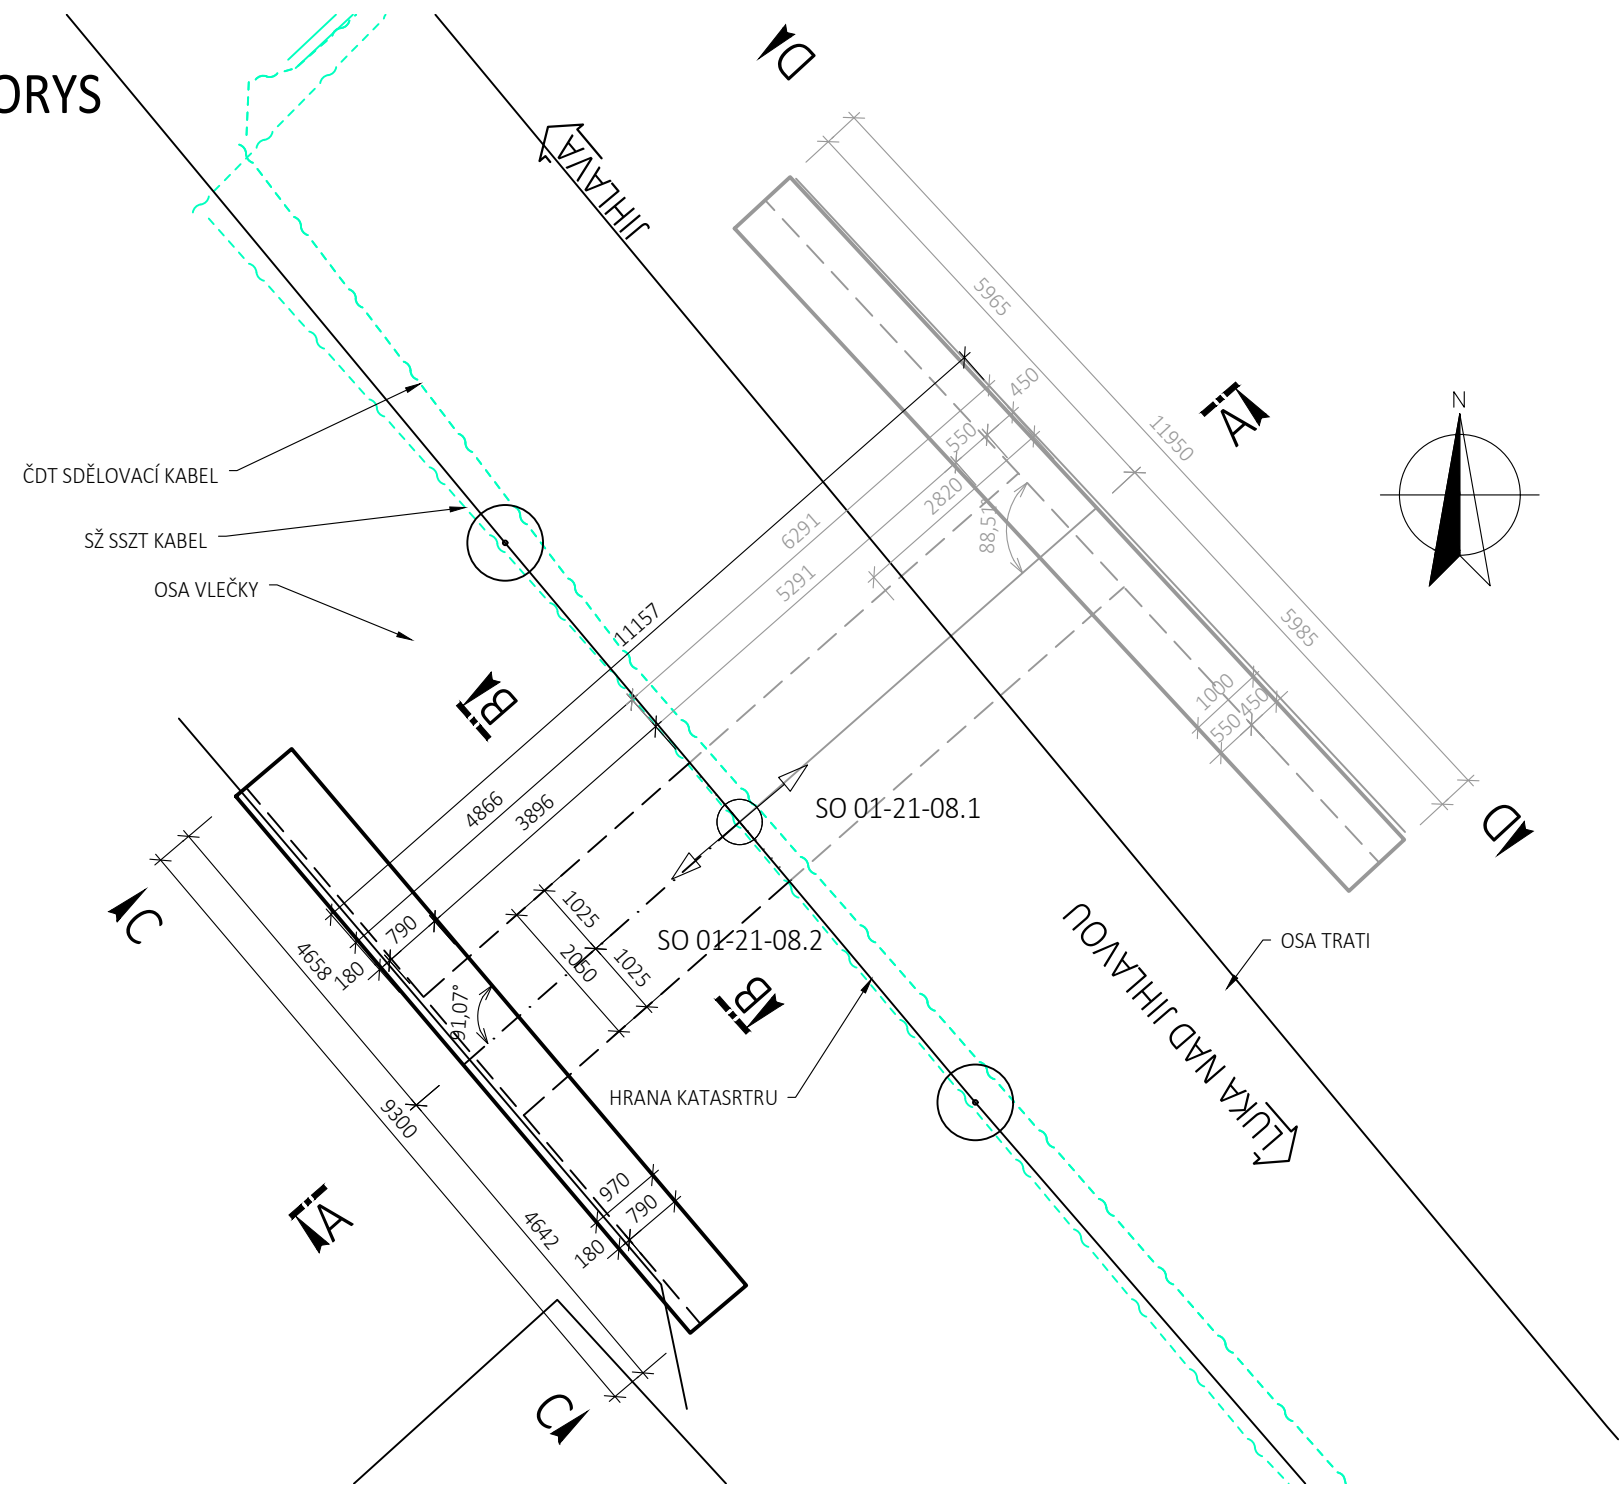 ORYS
D
JIHLAVA
5965
450
11950
A
N
550
2820
88,51°
6291
5291
11157
ČDT SDĚLOVACÍ KABEL
SŽ SSZT KABEL
OSA VLEČKY
B
5985
1000
450
550
4866
3896
SO 01-21-08.1
D
C
790
4658
180
1025
2050
1025
SO 01-21-08.2
91,07°
B
OSA TRATI
LUKA NAD JIHLAVOU
HRANA KATASRTRU
9300
970
790
180
4642
A
C